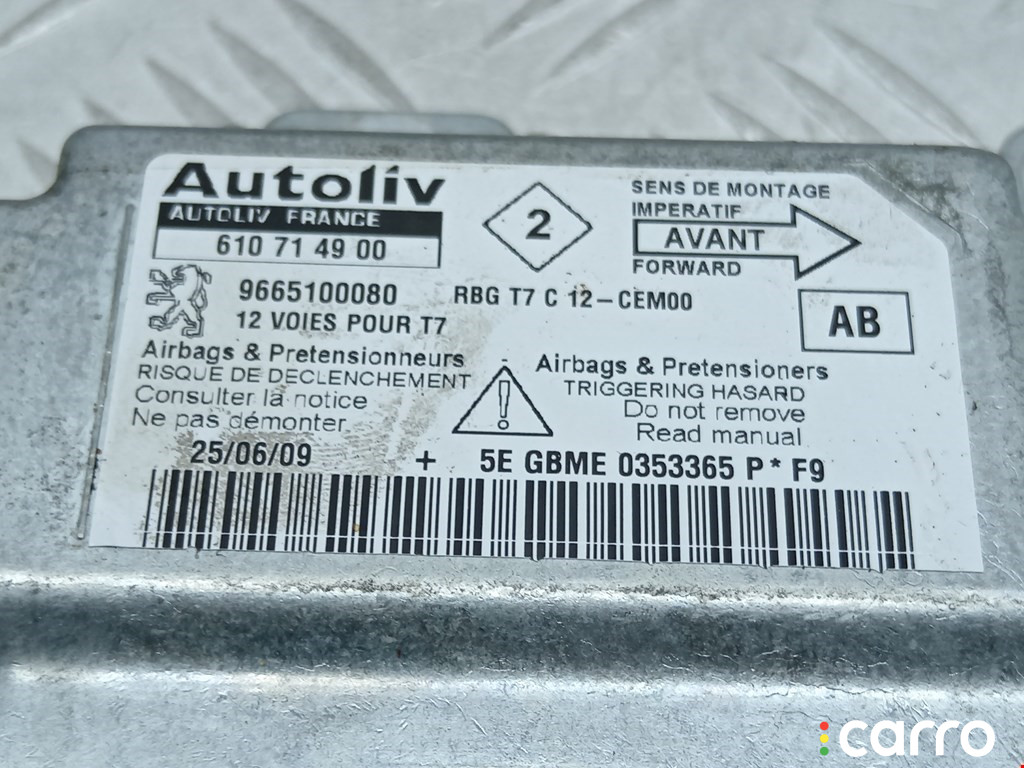 Autoliv
AUTOLIV FRANCE
610 71 49 00
2
SENS DE MONTAGE
IMPERATIF
AVANT
FORWARD
9665100080 RBG T7 C 12-CEM00
12 VOIES POUR T7
AB
Airbags & Pretensionneurs
RISQUE DE DECLENCHEMENT
Consulter la notice
Ne pas démonter
!
Airbags & Pretensioners
TRIGGERING HASARD
Do not remove
Read manual
25/06/09 + 5E GBME 0353365 P * F9
carro